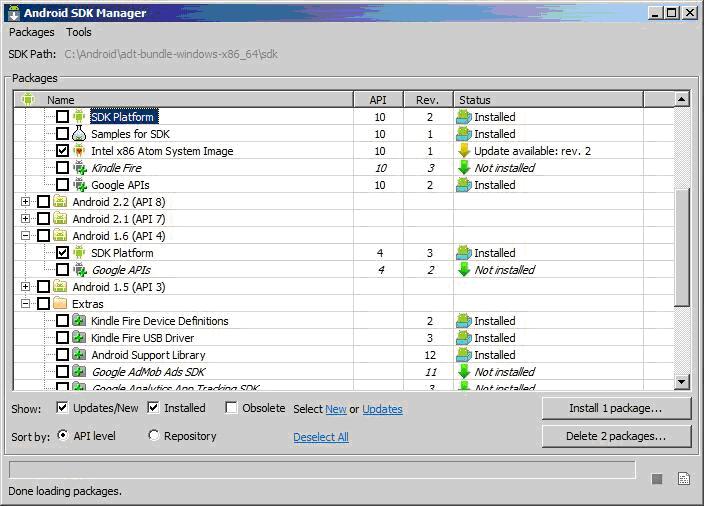 Android SDK Manager
Packages Tools
SDK Path: C:\Android\adt-bundle-windows-x86_64\sdk
Packages
Name API Rev. Status
SDK Platform 10 2 Installed
Samples for SDK 10 1 Installed
Intel x86 Atom System Image 10 1 Update available: rev. 2
Kindle Fire 10 3 Not installed
Google APIs 10 2 Installed
Android 2.2 (API 8)
Android 2.1 (API 7)
Android 1.6 (API 4)
SDK Platform 4 3 Installed
Google APIs 4 2 Not installed
Android 1.5 (API 3)
Extras
Kindle Fire Device Definitions 2 Installed
Kindle Fire USB Driver 3 Installed
Android Support Library 12 Installed
Google AdMob Ads SDK 11 Not installed
Google Analytics App Tracking SDK 3 Not installed
Show: Updates/New Installed Obsolete Select New or Updates Install 1 package...
Sort by: API level Repository Deselect All Delete 2 packages...
Done loading packages.